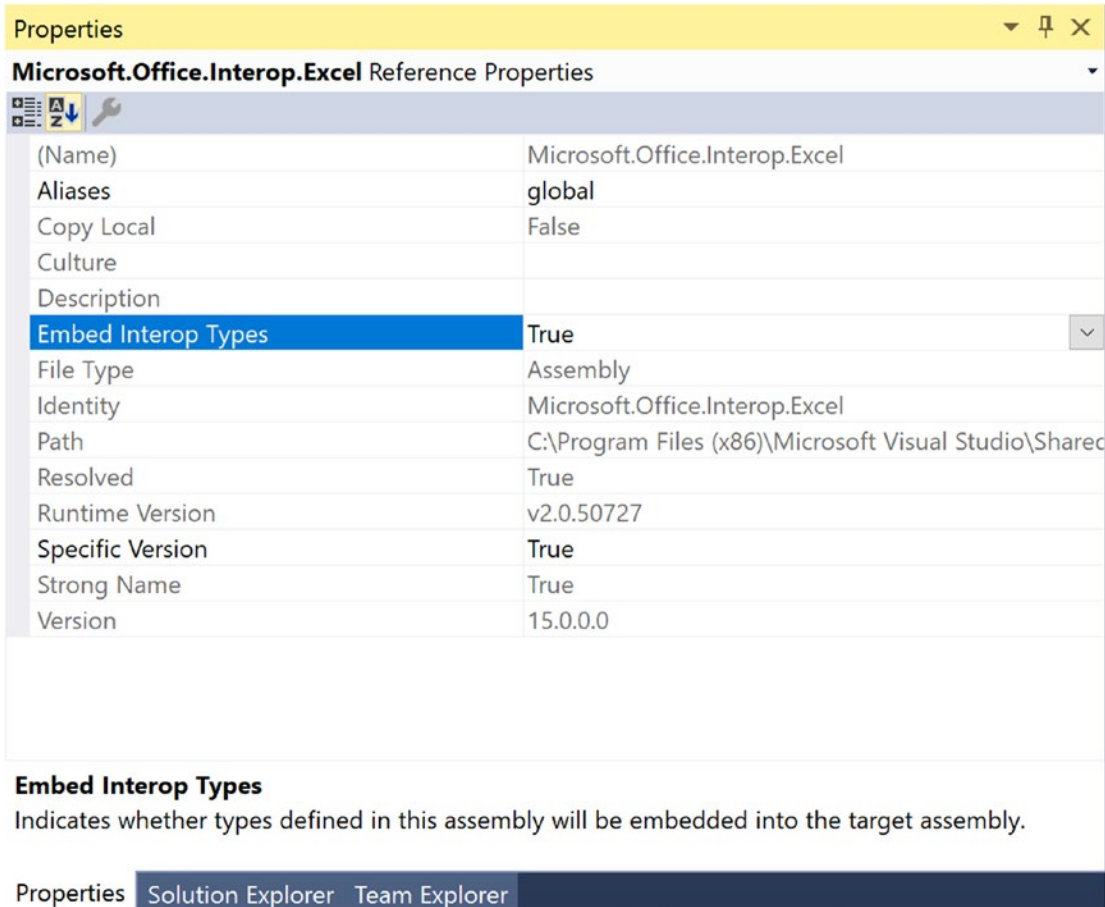 Properties
Microsoft.Office.Interop.Excel Reference Properties
(Name) Microsoft.Office.Interop.Excel
Aliases global
Copy Local False
Culture
Description
Embed Interop Types True
File Type Assembly
Identity Microsoft.Office.Interop.Excel
Path C:\Program Files (x86)\Microsoft Visual Studio\Shared
Resolved True
Runtime Version v2.0.50727
Specific Version True
Strong Name True
Version 15.0.0.0
Embed Interop Types
Indicates whether types defined in this assembly will be embedded into the target assembly.
Properties Solution Explorer Team Explorer